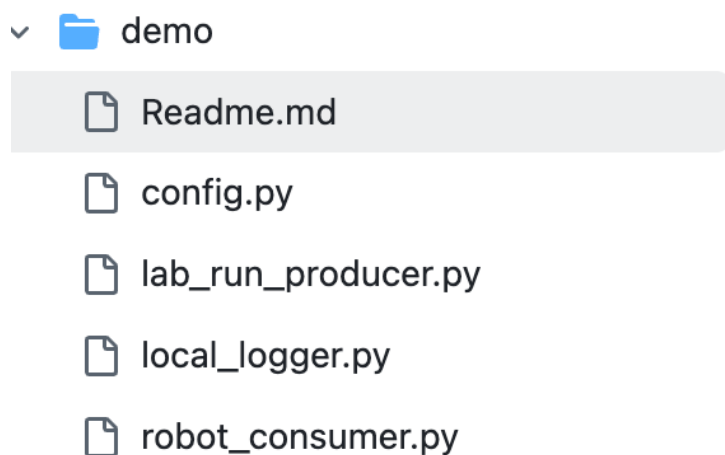 demo
Readme.md
config.py
lab_run_producer.py
local_logger.py
robot_consumer.py